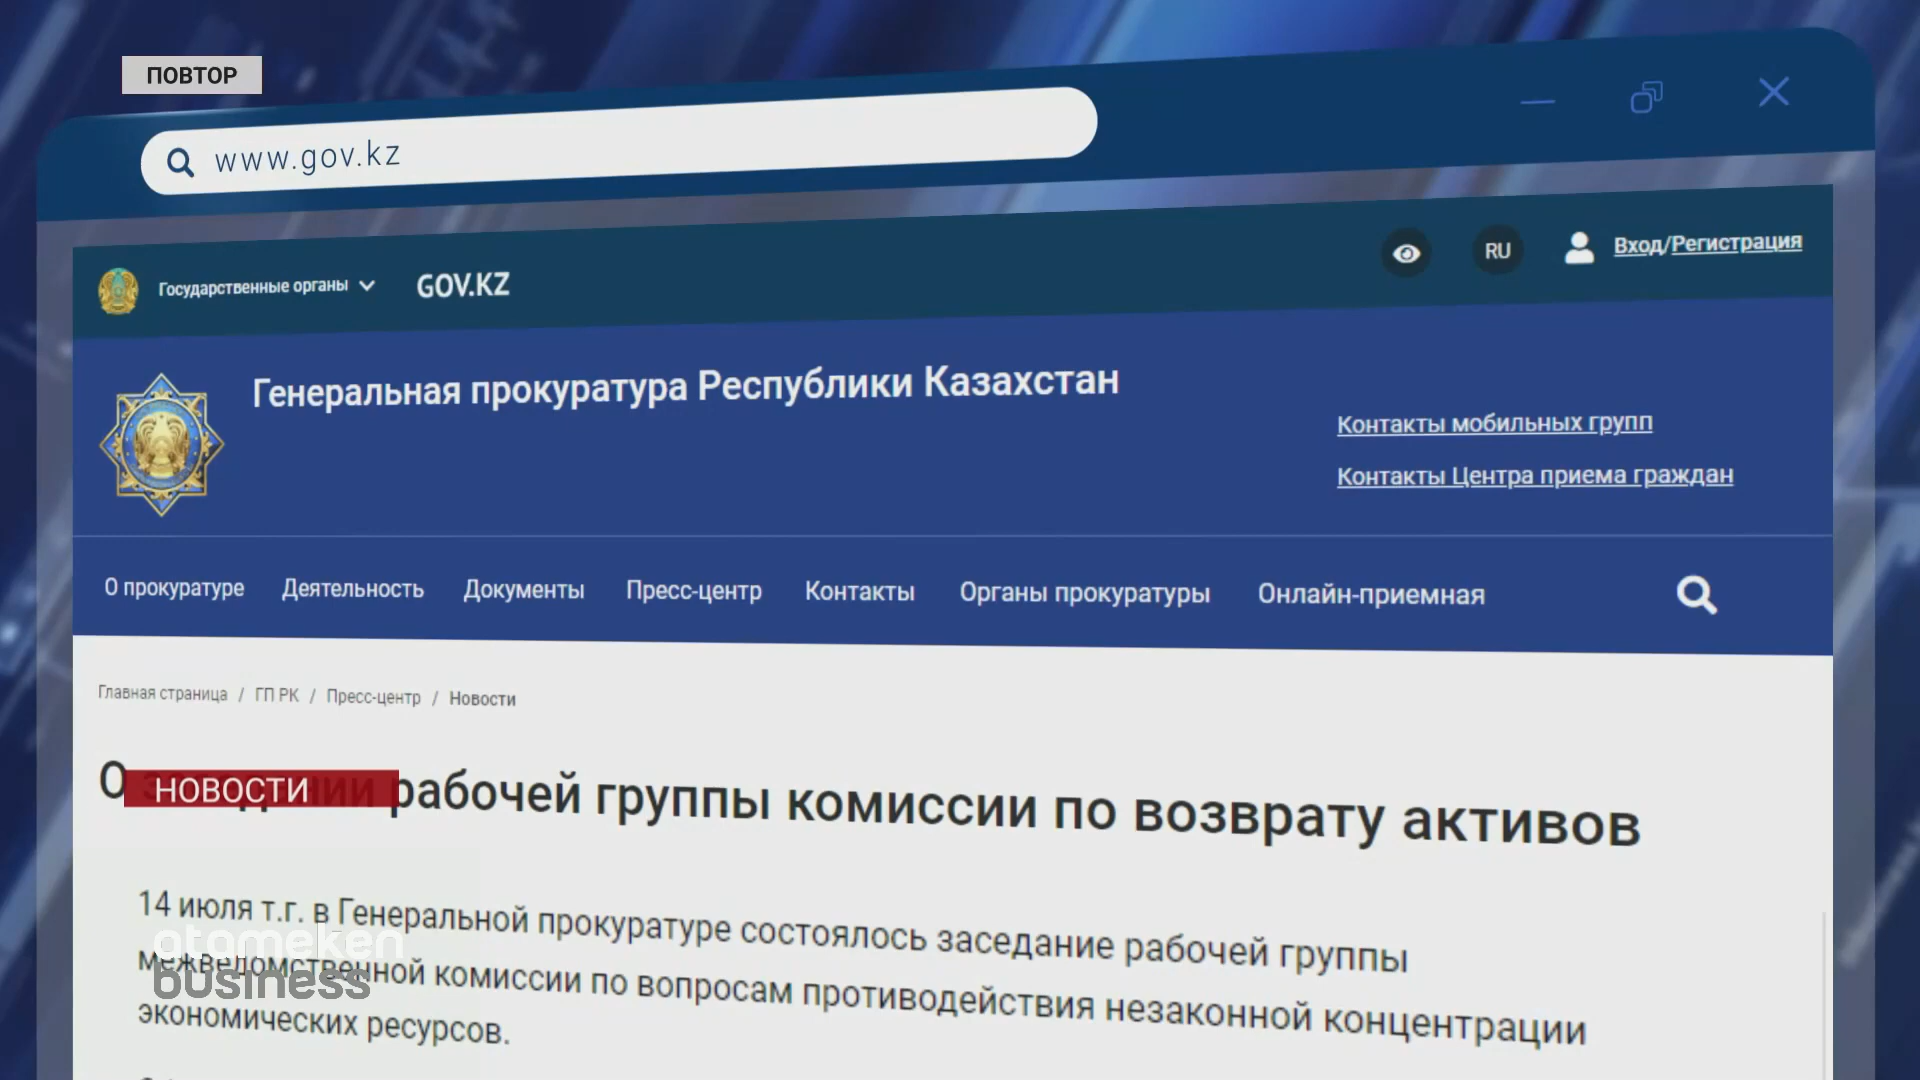 ПОВТОР
www.gov.kz
Государственные органы
GOV.KZ
RU
Вход/Регистрация
Генеральная прокуратура Республики Казахстан
Контакты мобильных групп
Контакты Центра приема граждан
О прокуратуре Деятельность Документы Пресс-центр Контакты Органы прокуратуры Онлайн-приемная
Главная страница / ГП РК / Пресс-центр / Новости
О рабочей группы комиссии по возврату активов
НОВОСТИ
14 июля т.г. в Генеральной прокуратуре состоялось заседание рабочей группы
межведомственной комиссии по вопросам противодействия незаконной концентрации
экономических ресурсов.
atameken
business